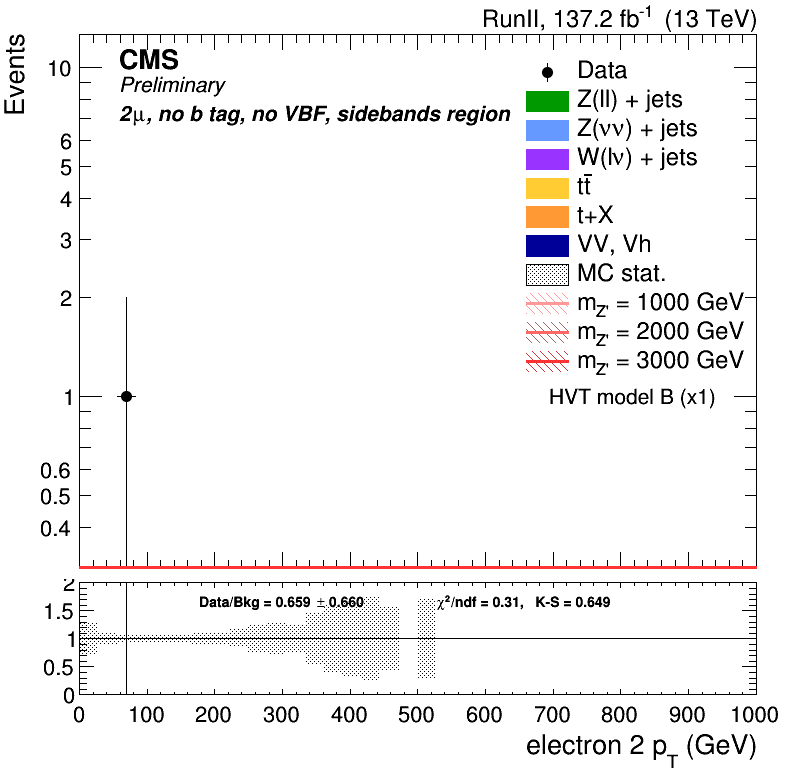 RunII, 137.2 fb⁻¹ (13 TeV)
Events
CMS
Preliminary
2μ, no b tag, no VBF, sidebands region
Data
Z(ll) + jets
Z(νν) + jets
W(lν) + jets
tt̄
t+X
VV, Vh
MC stat.
m_Z' = 1000 GeV
m_Z' = 2000 GeV
m_Z' = 3000 GeV
HVT model B (x1)
10
6
5
4
3
2
1
0.6
0.5
0.4
Data/Bkg = 0.659 ± 0.660
χ²/ndf = 0.31, K-S = 0.649
2
1.5
1
0.5
0
0 100 200 300 400 500 600 700 800 900 1000
electron 2 p_T (GeV)